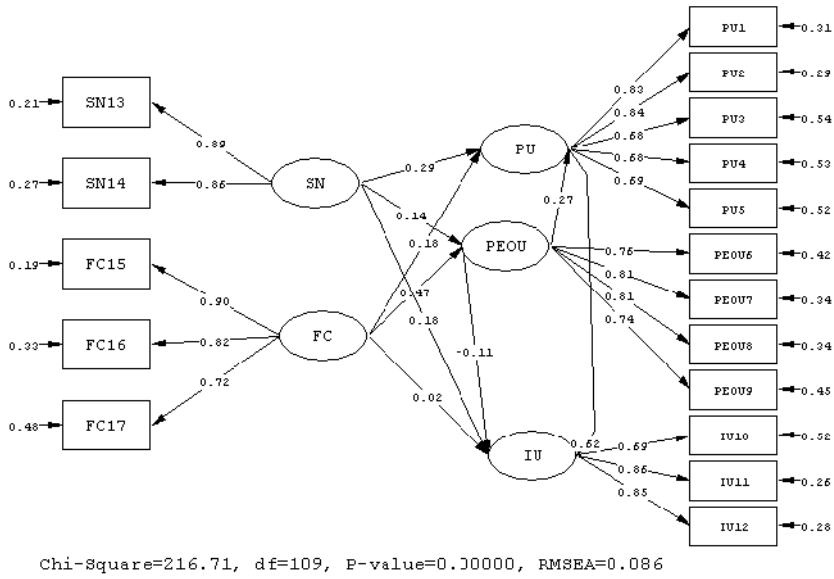 PU1
0.31
PU2
0.29
PU3
0.54
PU4
0.53
PU5
0.52
PEOU6
0.42
PEOU7
0.34
PEOU8
0.34
PEOU9
0.45
IU10
0.52
IU11
0.26
IU12
0.28
0.21
SN13
0.27
SN14
0.19
FC15
0.33
FC16
0.48
FC17
SN
FC
PU
PEOU
IU
0.89
0.86
0.90
0.82
0.72
0.29
0.14
0.18
0.47
0.18
-0.11
0.02
0.27
0.83
0.84
0.68
0.68
0.69
0.76
0.81
0.81
0.74
0.62
0.69
0.86
0.85
Chi-Square=216.71, df=109, P-value=0.00000, RMSEA=0.086